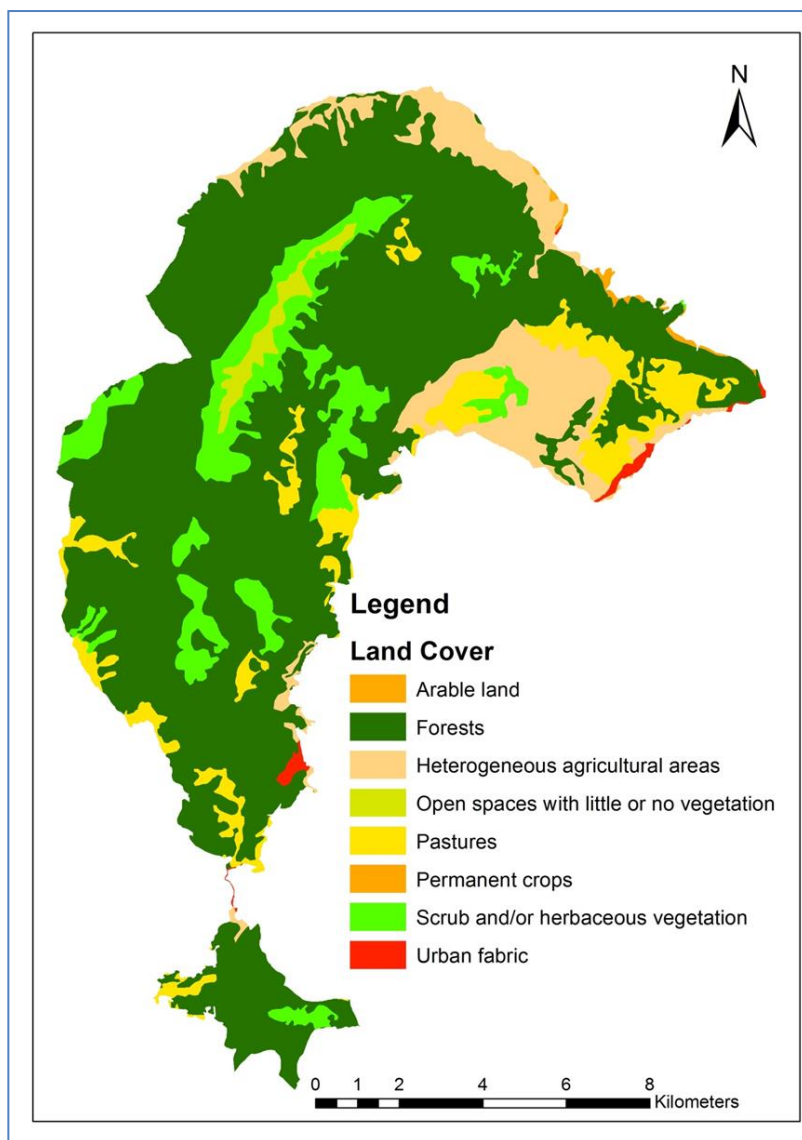 N
Legend
Land Cover
Arable land
Forests
Heterogeneous agricultural areas
Open spaces with little or no vegetation
Pastures
Permanent crops
Scrub and/or herbaceous vegetation
Urban fabric
0 1 2 4 6 8
Kilometers